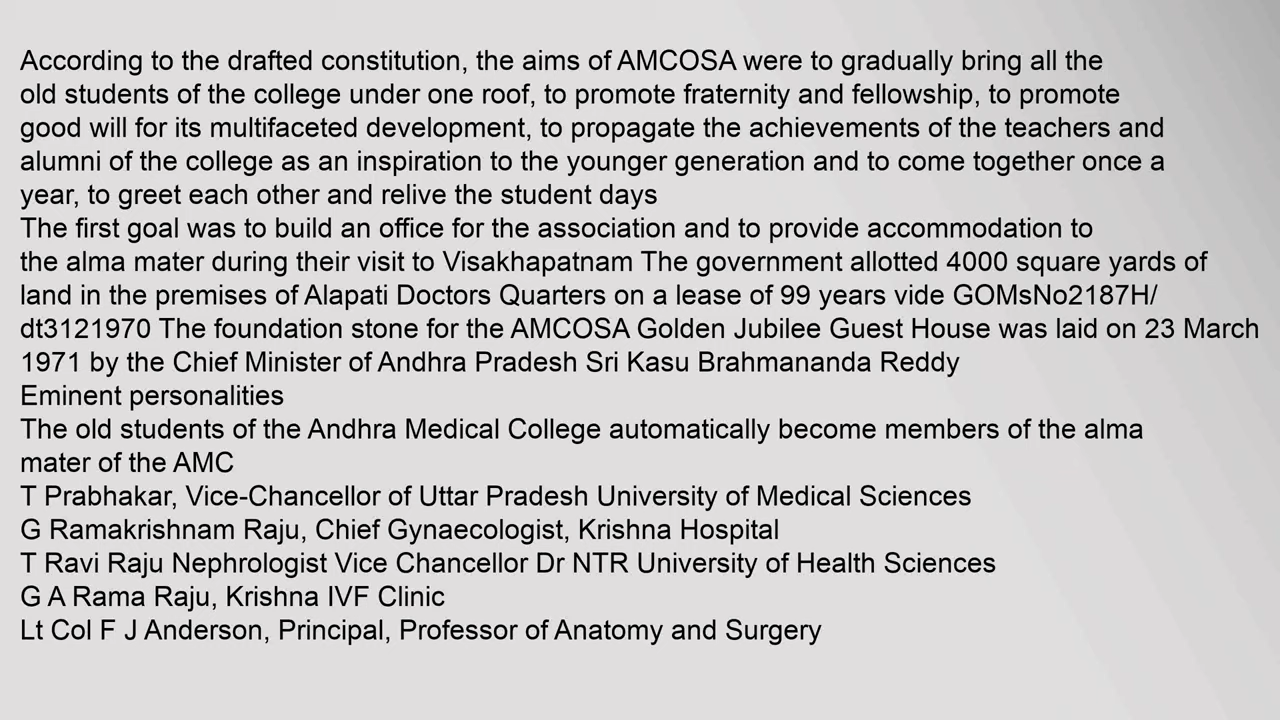 According to the drafted constitution, the aims of AMCOSA were to gradually bring all the
old students of the college under one roof, to promote fraternity and fellowship, to promote
good will for its multifaceted development, to propagate the achievements of the teachers and
alumni of the college as an inspiration to the younger generation and to come together once a
year, to greet each other and relive the student days
The first goal was to build an office for the association and to provide accommodation to
the alma mater during their visit to Visakhapatnam The government allotted 4000 square yards of
land in the premises of Alapati Doctors Quarters on a lease of 99 years vide GOMsNo2187H/
dt3121970 The foundation stone for the AMCOSA Golden Jubilee Guest House was laid on 23 March
1971 by the Chief Minister of Andhra Pradesh Sri Kasu Brahmananda Reddy
Eminent personalities
The old students of the Andhra Medical College automatically become members of the alma
mater of the AMC
T Prabhakar, Vice-Chancellor of Uttar Pradesh University of Medical Sciences
G Ramakrishnam Raju, Chief Gynaecologist, Krishna Hospital
T Ravi Raju Nephrologist Vice Chancellor Dr NTR University of Health Sciences
G A Rama Raju, Krishna IVF Clinic
Lt Col F J Anderson, Principal, Professor of Anatomy and Surgery